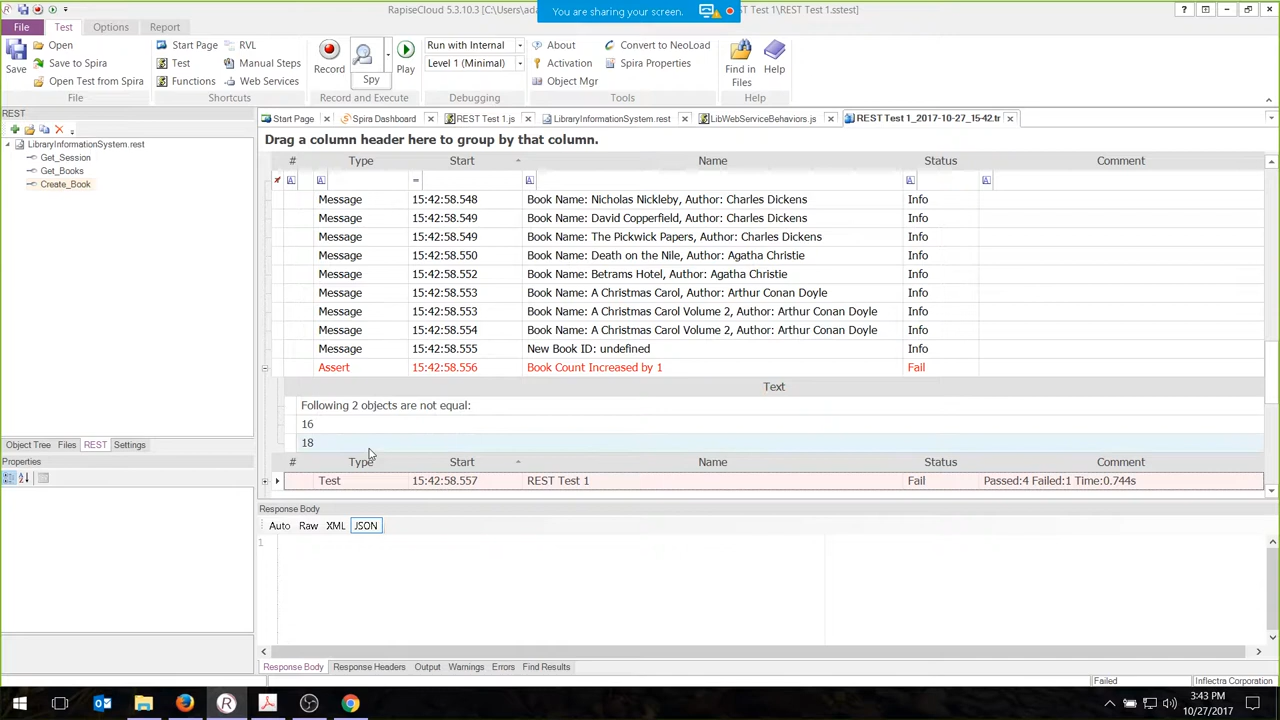 RapiseCloud 5.3.10.3 [C:\Users\ada
You are sharing your screen.
T Test 1\REST Test 1.sstest]
File Test Options Report
Save
Open
Save to Spira
Open Test from Spira
File
Start Page
Test
Functions
RVL
Manual Steps
Web Services
Shortcuts
Record
Spy
Play
Record and Execute
Run with Internal
Level 1 (Minimal)
Debugging
About
Activation
Object Mgr
Convert to NeoLoad
Spira Properties
Tools
Find in
Files
Help
Help
REST
LibraryInformationSystem.rest
Get_Session
Get_Books
Create_Book
Object Tree Files REST Settings
Properties
Start Page Spira Dashboard REST Test 1.js LibraryInformationSystem.rest LibWebServiceBehaviors.js REST Test 1_2017-10-27_15-42.tr
Drag a column header here to group by that column.
# Type Start Name Status Comment
=
Message 15:42:58.548 Book Name: Nicholas Nickleby, Author: Charles Dickens Info
Message 15:42:58.549 Book Name: David Copperfield, Author: Charles Dickens Info
Message 15:42:58.549 Book Name: The Pickwick Papers, Author: Charles Dickens Info
Message 15:42:58.550 Book Name: Death on the Nile, Author: Agatha Christie Info
Message 15:42:58.552 Book Name: Betrams Hotel, Author: Agatha Christie Info
Message 15:42:58.553 Book Name: A Christmas Carol, Author: Arthur Conan Doyle Info
Message 15:42:58.553 Book Name: A Christmas Carol Volume 2, Author: Arthur Conan Doyle Info
Message 15:42:58.554 Book Name: A Christmas Carol Volume 2, Author: Arthur Conan Doyle Info
Message 15:42:58.555 New Book ID: undefined Info
Assert 15:42:58.556 Book Count Increased by 1 Fail
Text
Following 2 objects are not equal:
16
18
# Type Start Name Status Comment
Test 15:42:58.557 REST Test 1 Fail Passed:4 Failed:1 Time:0.744s
Response Body
Auto Raw XML JSON
1
Response Body Response Headers Output Warnings Errors Find Results
Failed Inflectra Corporation
3:43 PM
10/27/2017